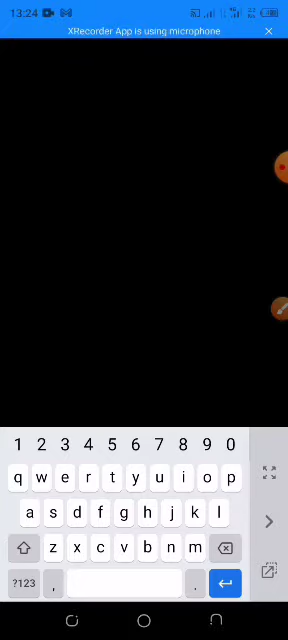 13:24
XRecorder App is using microphone
1 2 3 4 5 6 7 8 9 0
q w e r t y u i o p
a s d f g h j k l
z x c v b n m
?123 , .